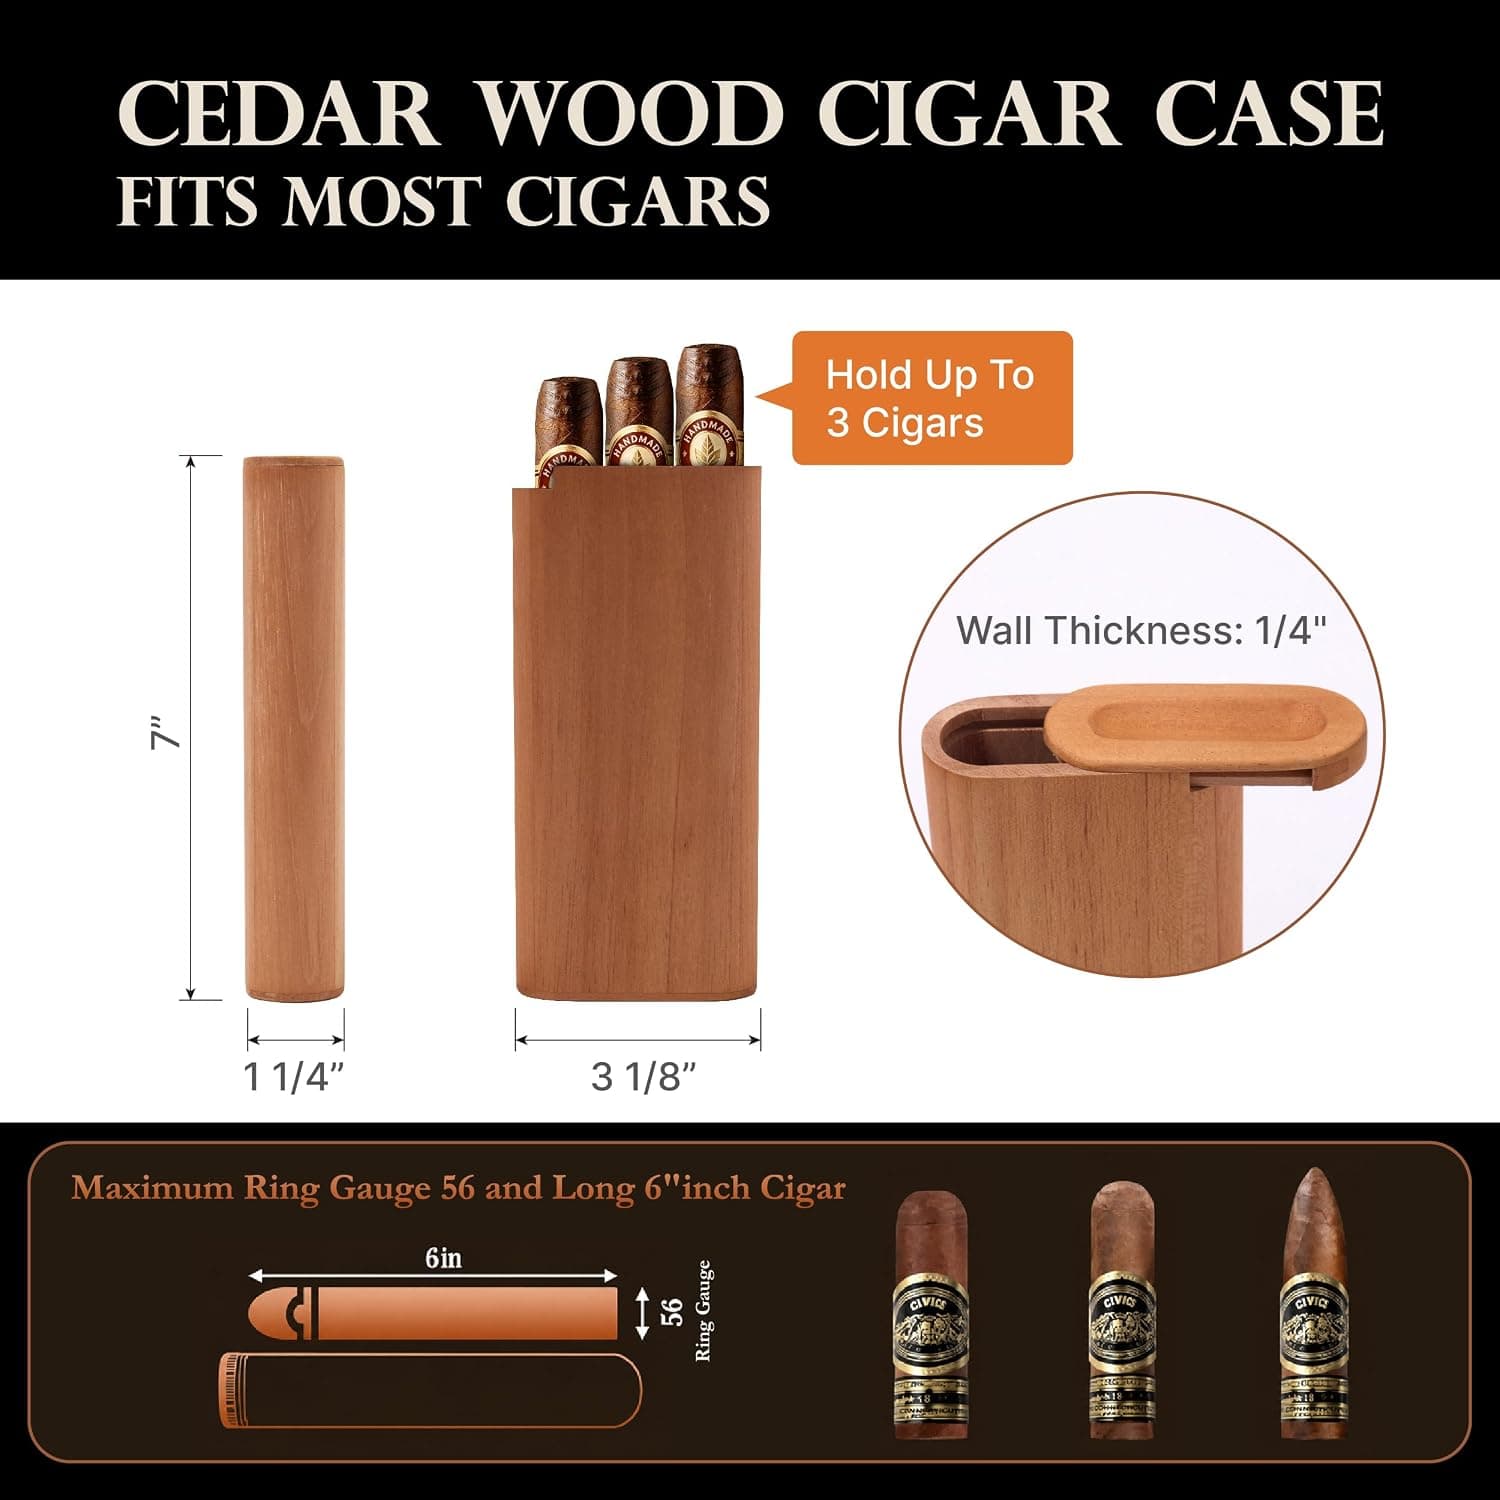 CEDAR WOOD CIGAR CASE
FITS MOST CIGARS
Hold Up To
3 Cigars
HANDMADE
HANDMADE
HANDMADE
Wall Thickness: 1/4"
7”
1 1/4”
3 1/8”
Maximum Ring Gauge 56 and Long 6"inch Cigar
6in
56
Ring Gauge
CIVICS
CIVICS
CIVICS